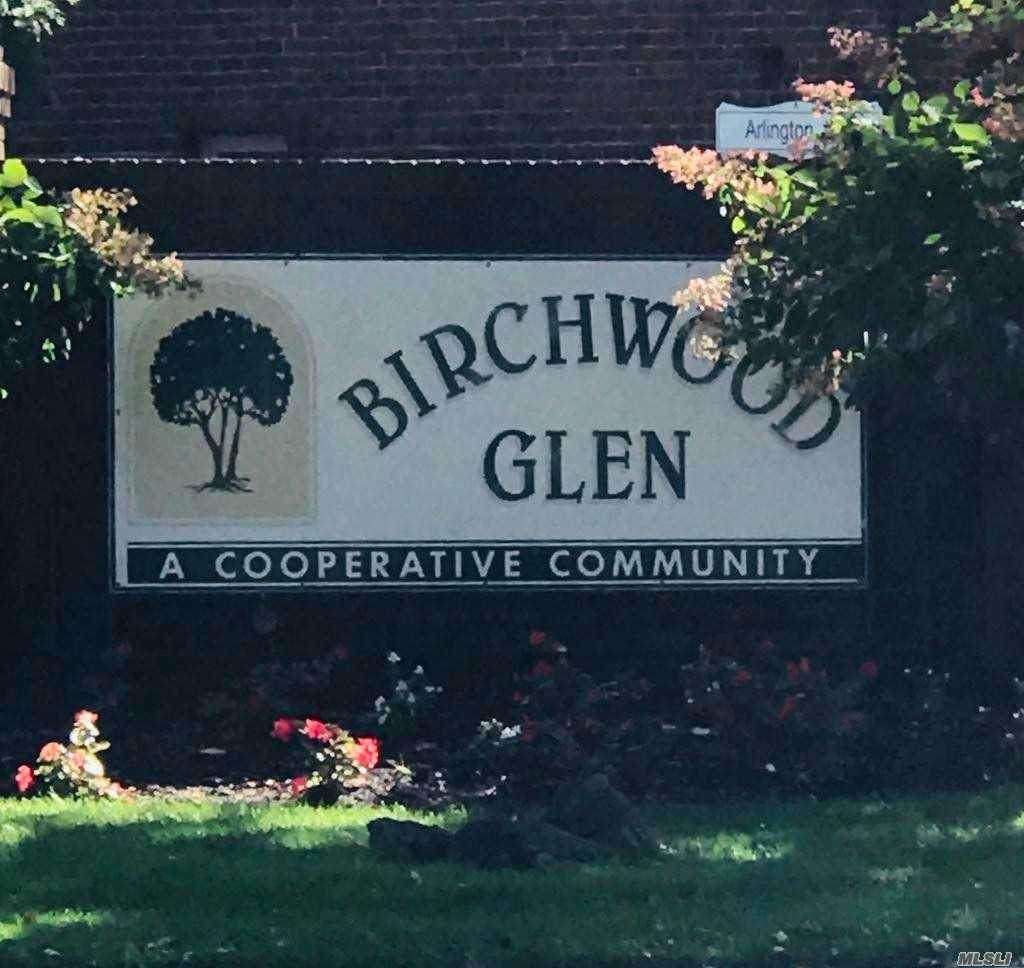 Arlington
BIRCHWOOD
GLEN
A COOPERATIVE COMMUNITY
MLSLI